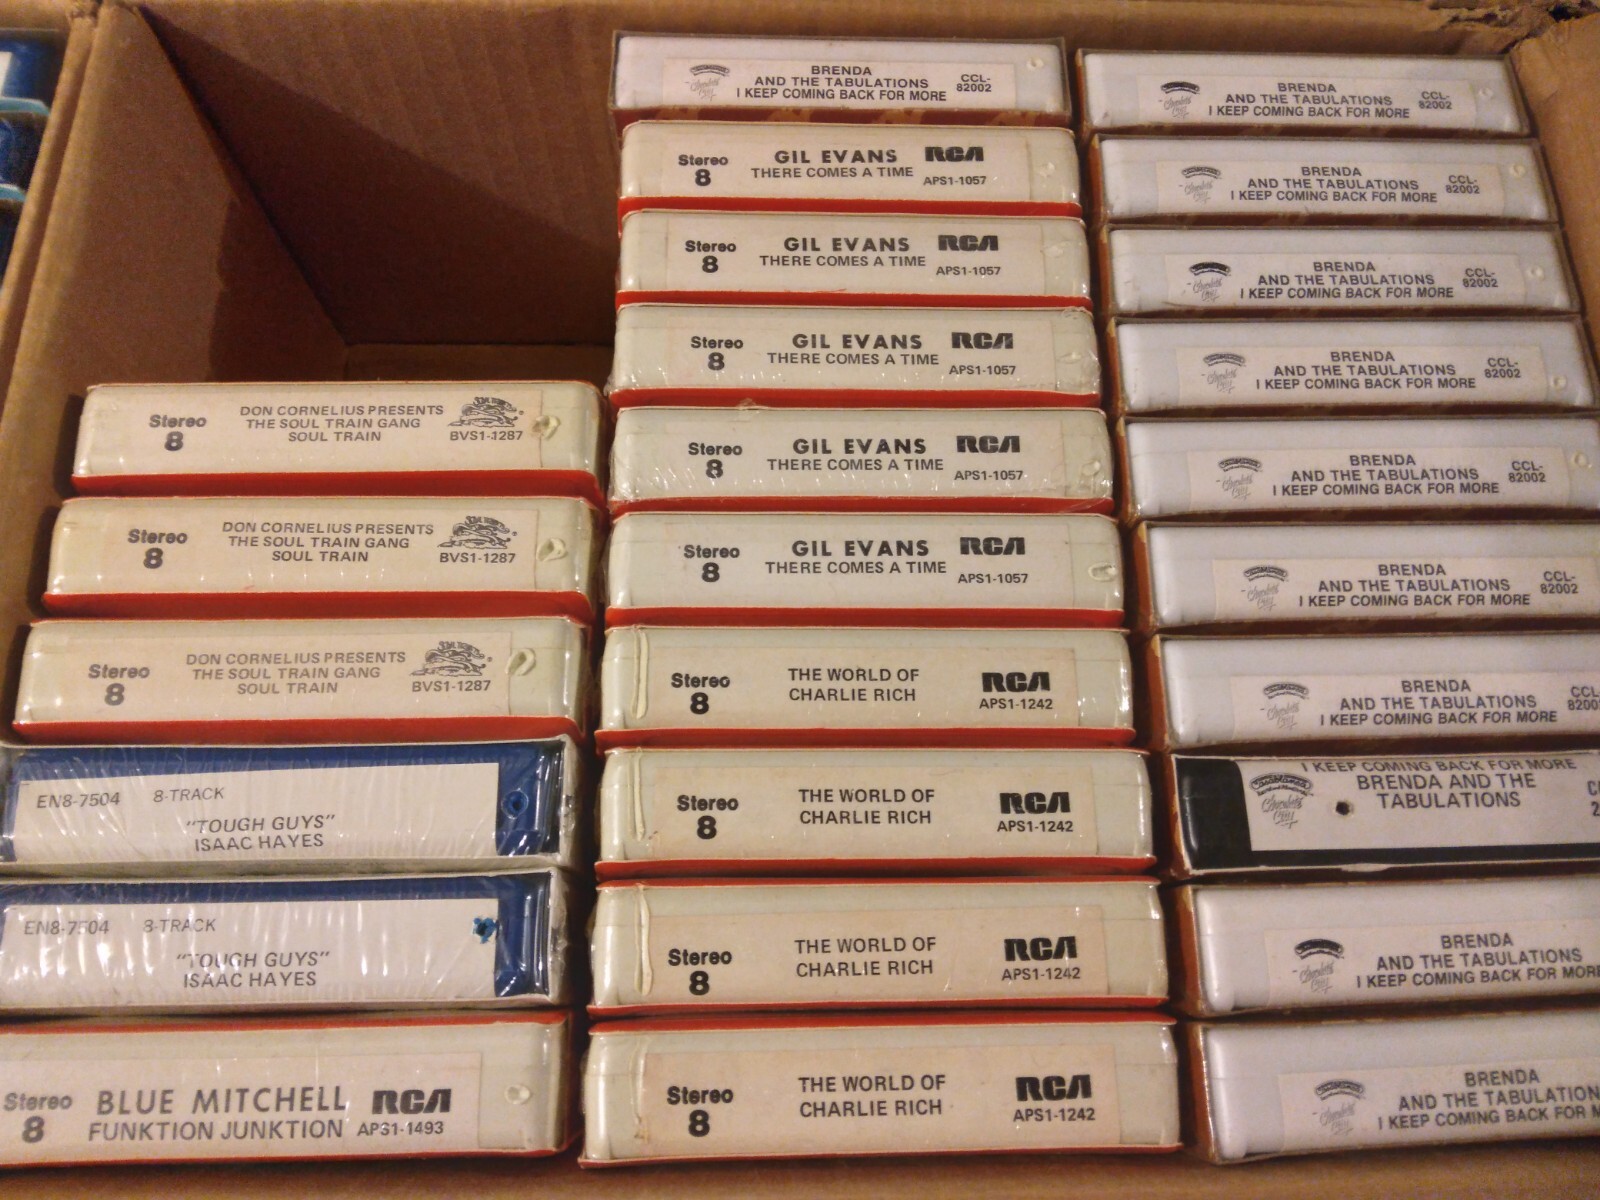 Stereo
8
DON CORNELIUS PRESENTS
THE SOUL TRAIN GANG
SOUL TRAIN
BVS1-1287
Stereo
8
DON CORNELIUS PRESENTS
THE SOUL TRAIN GANG
SOUL TRAIN
BVS1-1287
Stereo
8
DON CORNELIUS PRESENTS
THE SOUL TRAIN GANG
SOUL TRAIN
BVS1-1287
EN8-7504 8-TRACK
"TOUGH GUYS"
ISAAC HAYES
EN8-7504 8-TRACK
"TOUGH GUYS"
ISAAC HAYES
Stereo
8
BLUE MITCHELL
FUNKTION JUNKTION
RCA
APS1-1493
BRENDA
AND THE TABULATIONS
I KEEP COMING BACK FOR MORE
CCL-
82002
Stereo
8
GIL EVANS
THERE COMES A TIME
RCA
APS1-1057
Stereo
8
GIL EVANS
THERE COMES A TIME
RCA
APS1-1057
Stereo
8
GIL EVANS
THERE COMES A TIME
RCA
APS1-1057
Stereo
8
GIL EVANS
THERE COMES A TIME
RCA
APS1-1057
Stereo
8
GIL EVANS
THERE COMES A TIME
RCA
APS1-1057
Stereo
8
THE WORLD OF
CHARLIE RICH
RCA
APS1-1242
Stereo
8
THE WORLD OF
CHARLIE RICH
RCA
APS1-1242
Stereo
8
THE WORLD OF
CHARLIE RICH
RCA
APS1-1242
Stereo
8
THE WORLD OF
CHARLIE RICH
RCA
APS1-1242
BRENDA
AND THE TABULATIONS
I KEEP COMING BACK FOR MORE
CCL-
82002
BRENDA
AND THE TABULATIONS
I KEEP COMING BACK FOR MORE
CCL-
82002
BRENDA
AND THE TABULATIONS
I KEEP COMING BACK FOR MORE
CCL-
82002
BRENDA
AND THE TABULATIONS
I KEEP COMING BACK FOR MORE
CCL-
82002
BRENDA
AND THE TABULATIONS
I KEEP COMING BACK FOR MORE
CCL-
82002
BRENDA
AND THE TABULATIONS
I KEEP COMING BACK FOR MORE
CCL-
82002
BRENDA
AND THE TABULATIONS
I KEEP COMING BACK FOR MORE
I KEEP COMING BACK FOR MORE
BRENDA AND THE
TABULATIONS
Chocolate
City
BRENDA
AND THE TABULATIONS
I KEEP COMING BACK FOR MORE
BRENDA
AND THE TABULATIONS
I KEEP COMING BACK FOR